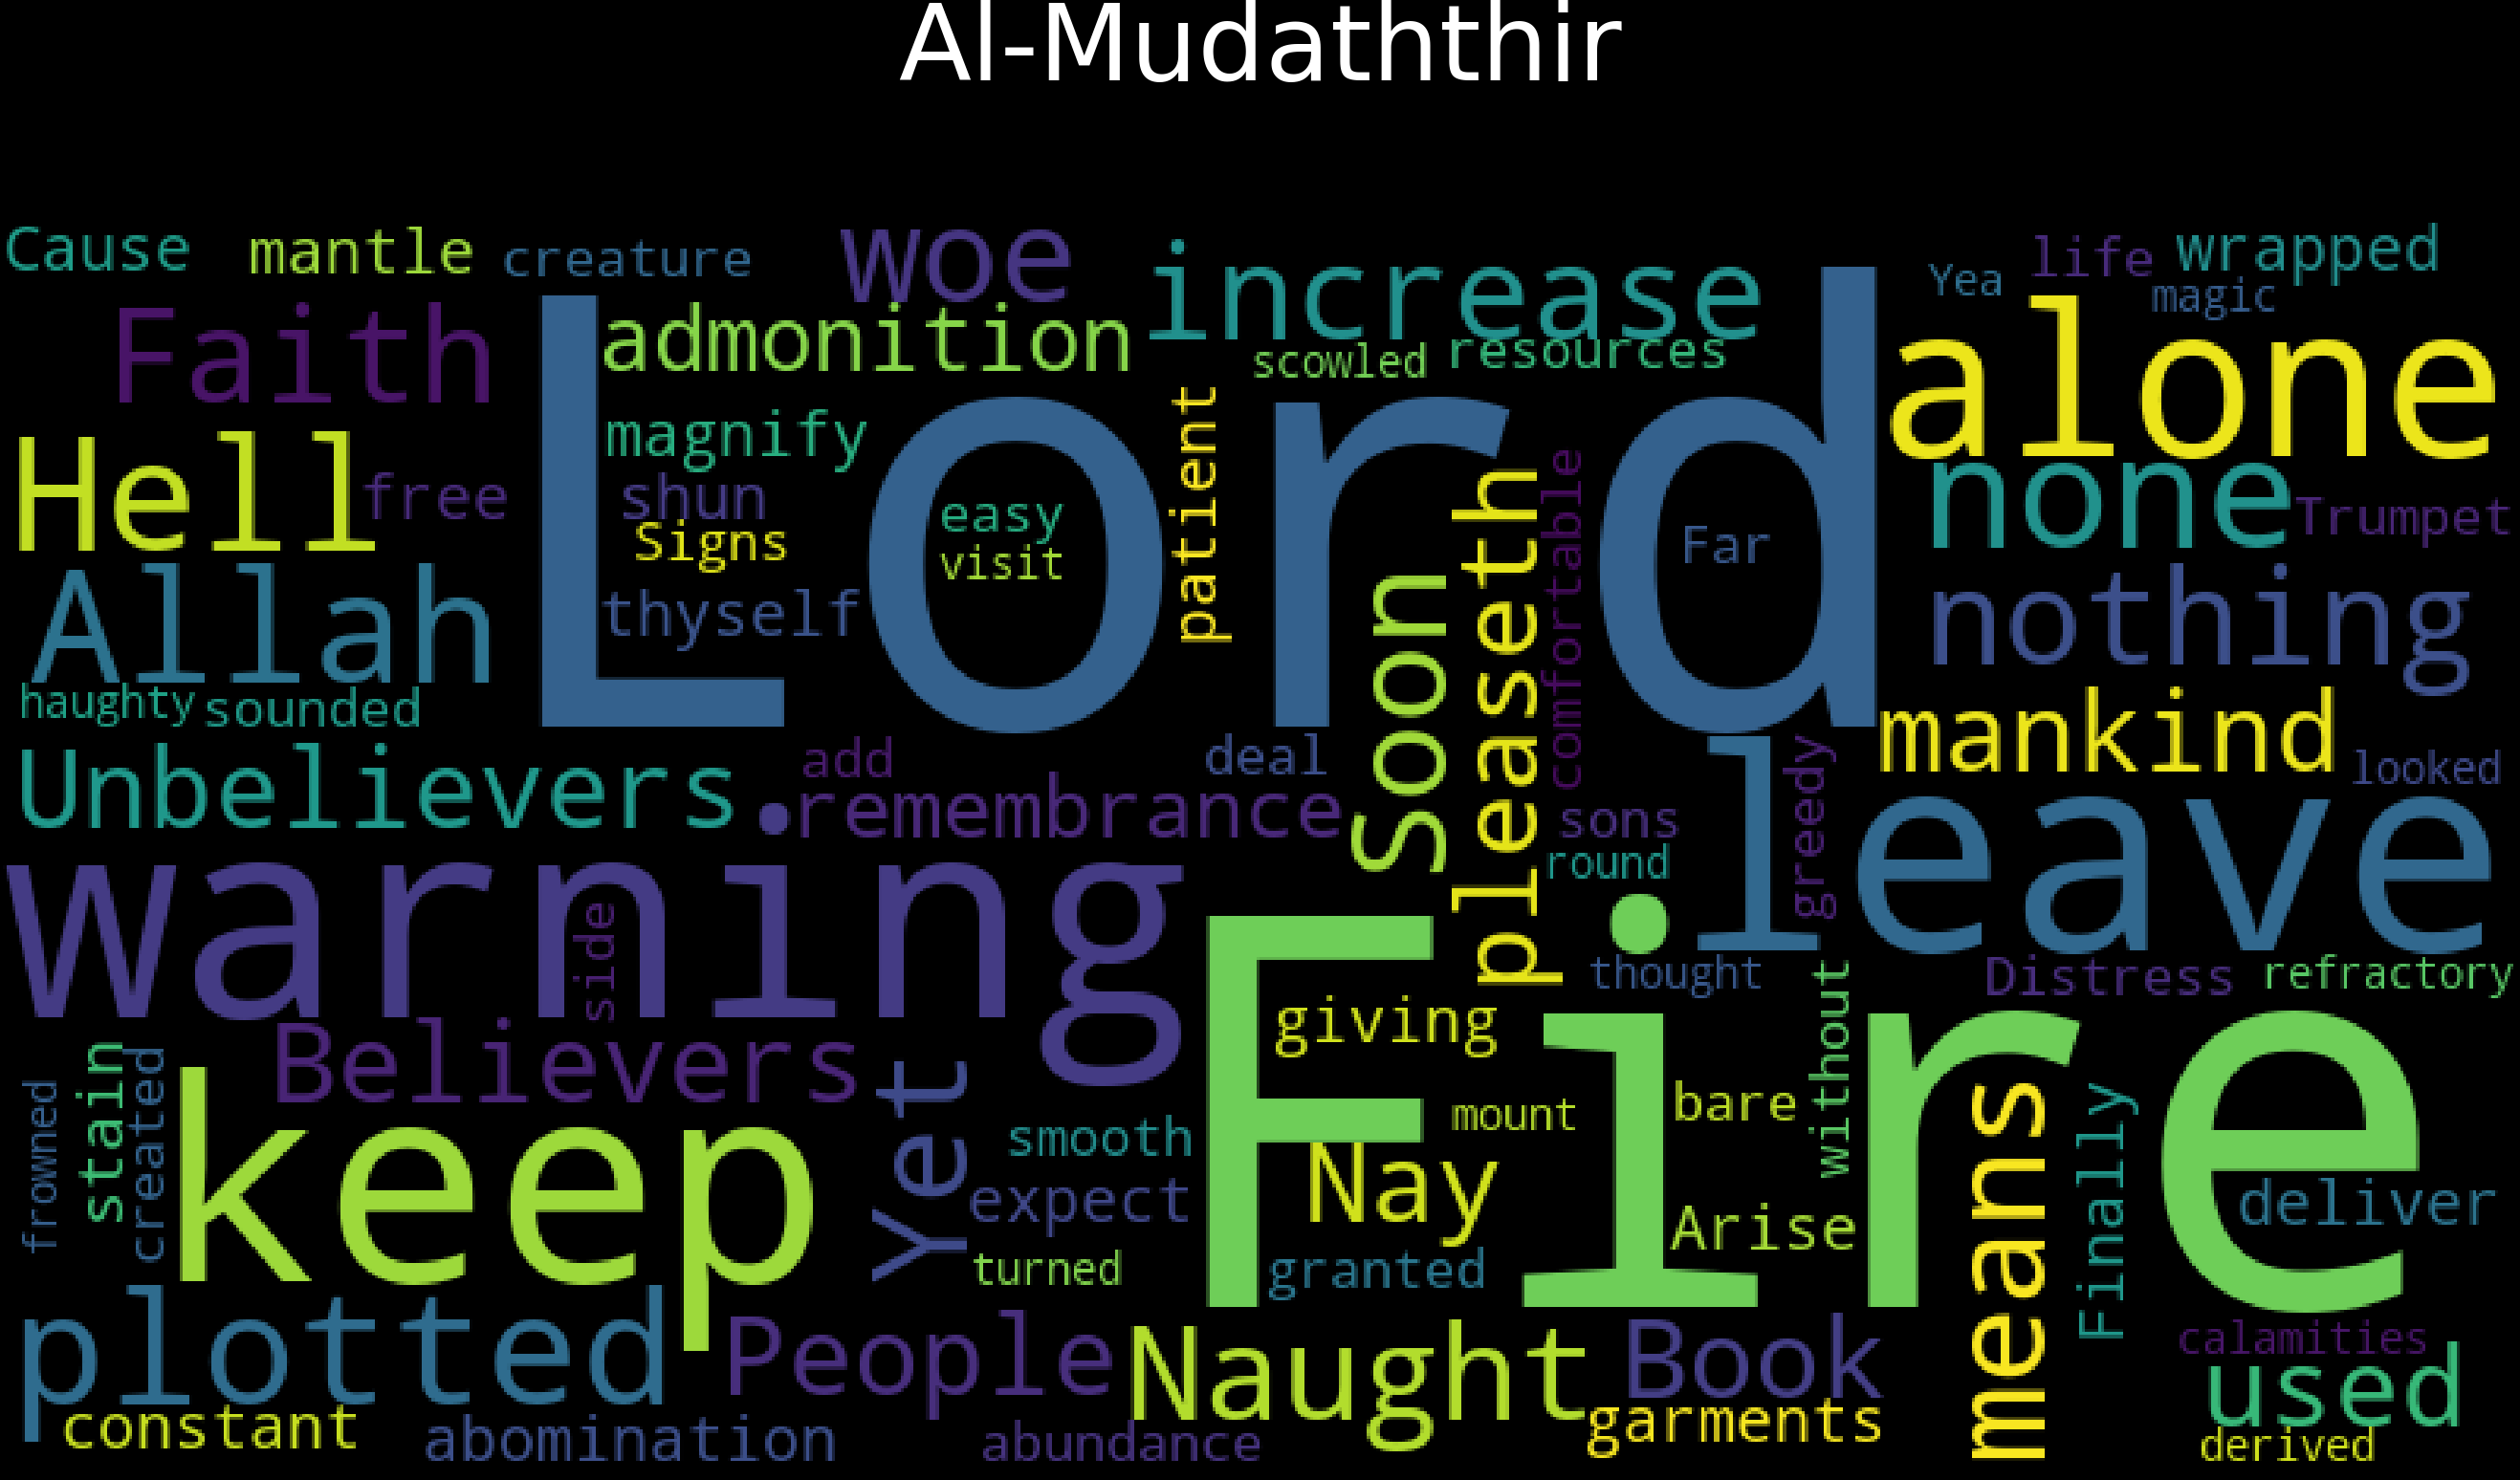 Al-Mudaththir
Cause
mantle
creature
woe
increase
Yea
life
wrapped
magic
Faith
admonition
scowled
resources
alone
Hell
free
Lord
magnify
shun
Signs
easy
visit
thyself
patient
Soon
pleaseth
comfortable
Far
none
Trumpet
Allah
nothing
haughty
sounded
mankind
Unbelievers
add
deal
remembrance
sons
round
greedy
looked
leave
warning
side
thought
without
Distress
refractory
Fire
giving
Believers
frowned
stain
created
keep
Yet
smooth
expect
turned
mount
Nay
bare
Arise
granted
means
Finally
deliver
plotted
People
Naught
Book
calamities
used
constant
abomination
abundance
garments
derived